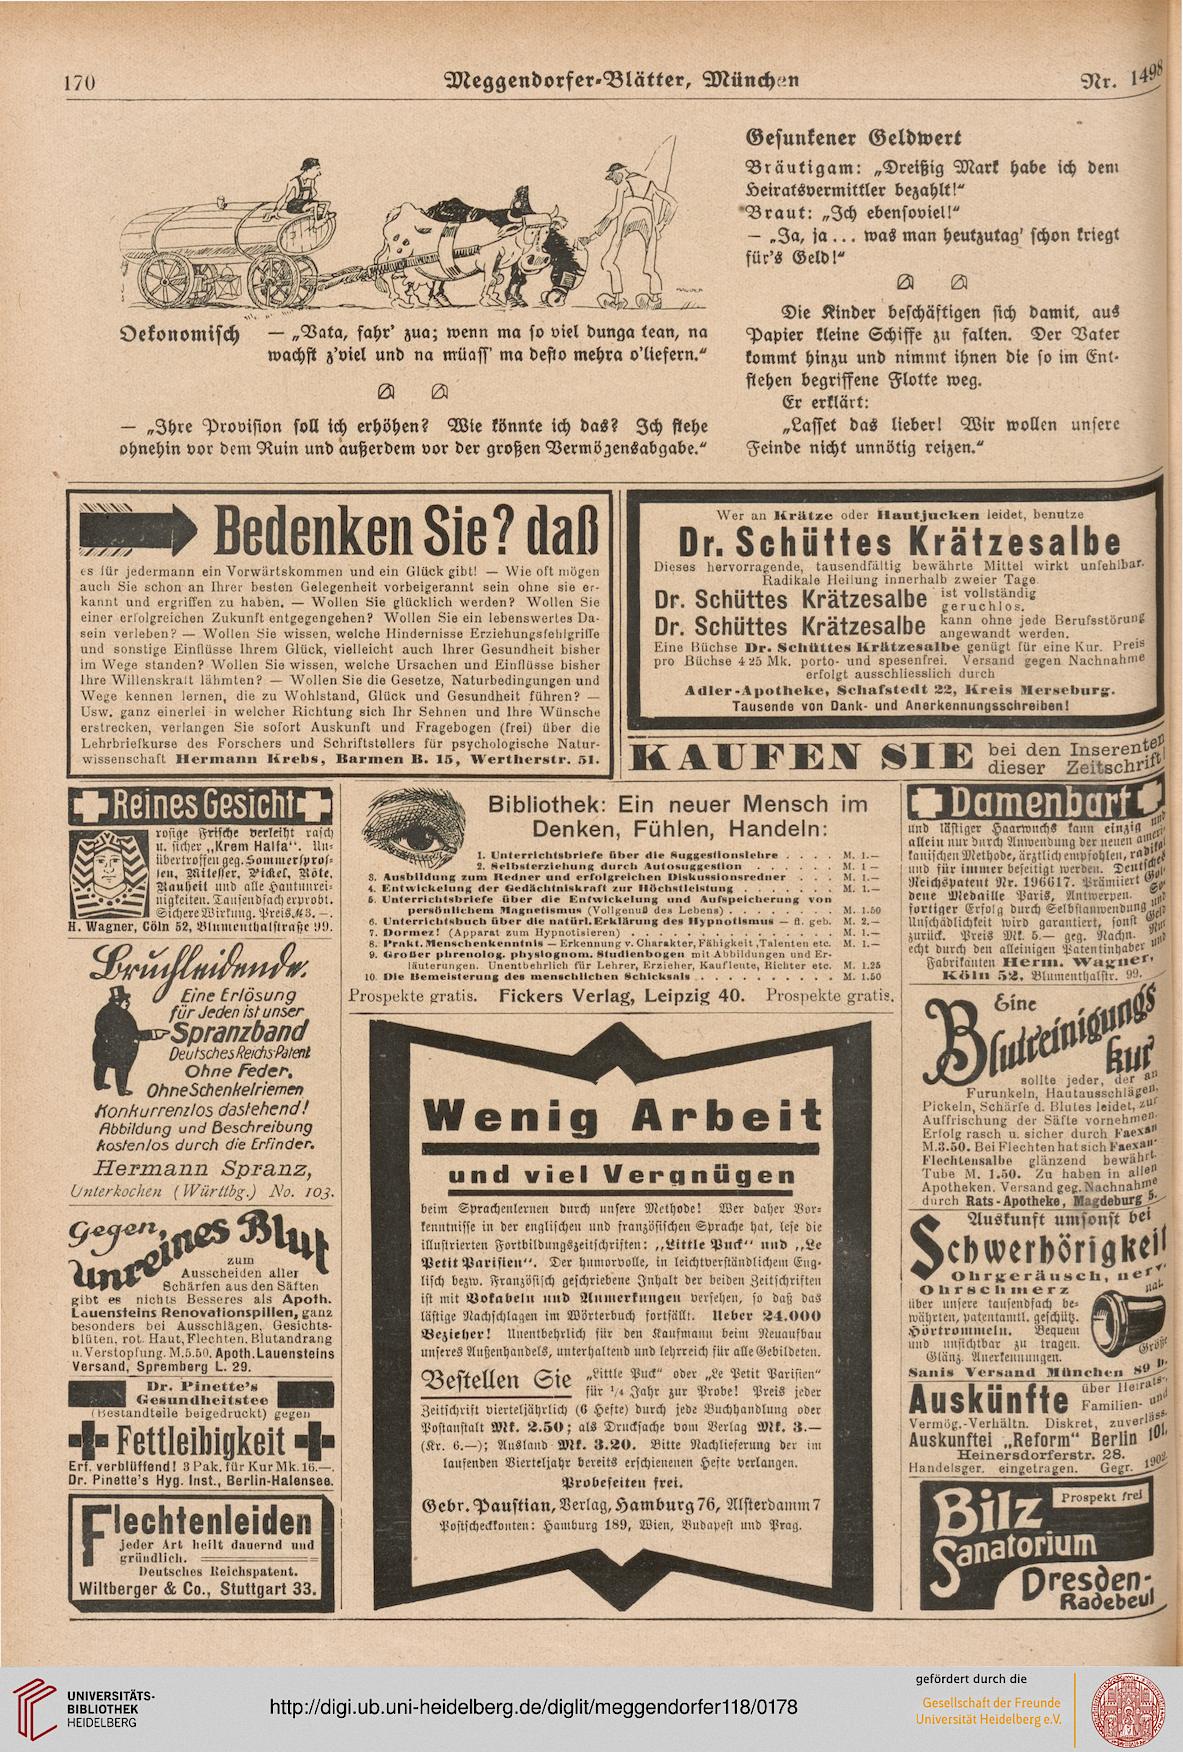 170
Meggendorfer-Blätter, München
Nr. 1498
Oekonomisch — „Vata, fahr' zua; wenn ma so viel dunga tean, na
wachst z'viel und na müass' ma desto mehra o'liefern."
— „Ihre Provision soll ich erhöhen? Wie könnte ich das? Ich stehe
ohnehin vor dem Ruin und außerdem vor der großen Vermögensabgabe."
Gesunkener Geldwert
Bräutigam: „Dreißig Mark habe ich dem
Heiratsvermittler bezahlt!"
Braut: „Ich ebensoviel!"
— „Ja, ja... was man heutzutag' schon kriegt
für's Geld!"
Die Kinder beschäftigen sich damit, aus
Papier kleine Schiffe zu falten. Der Vater
kommt hinzu und nimmt ihnen die so im Ent-
stehen begriffene Flotte weg.
Er erklärt:
„Lasset das lieber! Wir wollen unsere
Feinde nicht unnötig reizen."
Bedenken Sie? daß
es für jedermann ein Vorwärtskommen und ein Glück gibt! — Wie oft mögen
auch Sie schon an Ihrer besten Gelegenheit vorbeigerannt sein ohne sie er-
kannt und ergriffen zu haben. — Wollen Sie glücklich werden? Wollen Sie
einer erfolgreichen Zukunft entgegengehen? Wollen Sie ein lebenswertes Da-
sein verleben? — Wollen Sie wissen, welche Hindernisse Erziehungsfehlgriffe
und sonstige Einflüsse Ihrem Glück, vielleicht auch Ihrer Gesundheit bisher
im Wege standen? Wollen Sie wissen, welche Ursachen und Einflüsse bisher
Ihre Willenskraft lähmten? — Wollen Sie die Gesetze, Naturbedingungen und
Wege kennen lernen, die zu Wohlstand, Glück und Gesundheit führen? —
Usw. ganz einerlei in welcher Richtung sich Ihr Sehnen und Ihre Wünsche
erstrecken, verlangen Sie sofort Auskunft und Fragebogen (frei) über die
Lehrbriefkurse des Forschers und Schriftstellers für psychologische Natur-
wissenschaft Hermann Krebs, Barmen B. 15, Wertherstr. 51.
Wer an Krätze oder Hautjucken leidet, benutze
Dr. Schüttes Krätzesalbe
Dieses hervorragende, tausendfältig bewährte Mittel wirkt unfehlbar.
Radikale Heilung innerhalb zweier Tage
Dr. Schüttes Krätzesalbe ist vollständig geruchlos.
Dr. Schüttes Krätzesalbe kann ohne jede Berufsstörung angewandt werden.
Eine Büchse Dr. Schüttes Krätzesalbe genügt für eine Kur. Preis
pro Büchse 4 25 Mk. porto- und spesenfrei. Versand gegen Nachnahme
erfolgt ausschliesslich durch
Adler-Apotheke, Schafstedt 22, Kreis Merseburg.
Tausende von Dank- und Anerkennungsschreiben!
KAUFEN SIE bei den Inserenten
dieser Zeitschrift!
Reines Gesicht
rosige Frische verleiht rasch
u. sicher „Krem Halfa". Un-
übertroffen geg. Sommerspros-
sen, Mitesser, Pickel, Röte,
Rauheit und alle Hautunrei-
nigkeiten. Tausendfach erprobt.
Sichere Wirkung. Preis M 3.—.
H. Wagner, Cöln 52, Blumenthalstraße 99.
Bruchleidende.
Eine Erlösung
für Jeden ist unser
Spranzband
Deutsches Reichs-Patent
Ohne Feder.
Ohne Schenkelriemen
Konkurrenzlos dastehend!
Abbildung und Beschreibung
kostenlos durch die Erfinder.
Hermann Spranz,
Unterkochen (Württbg.) No. 103.
Gegen
unreines Blut
zum
Ausscheiden aller
Schärfen aus den Säften
gibt es nichts Besseres als Apoth.
Lauensteins Renovationspillen, ganz
besonders bei Ausschlägen, Gesichts-
blüten, rot. Haut, Flechten, Blutandrang
u. Verstopfung. M.5.50. Apoth. Lauensteins
Versand, Spremberg L. 29.
Dr. Pinette's
Gesundheitstee
(Bestandteile beigedruckt) gegen
Fettleibigkeit
Erf. verblüffend! 3 Pak. für Kur Mk. 16.—.
Dr. Pinette's Hyg. Inst., Berlin-Halensee.
Flechtenleiden
jeder Art heilt dauernd und
gründlich.
Deutsches Reichspatent.
Wiltberger & Co., Stuttgart 33.
Bibliothek: Ein neuer Mensch im
Denken, Fühlen, Handeln:
1. Unterrichtsbriefe über die Suggestionslehre . . . . M. 1.—
2. Selbsterziehung durch Autosuggestion . . . . M. 1.—
3. Ausbildung zum Redner und erfolgreichen Diskussionsredner . . . M. 1.—
4. Entwickelung der Gedächtniskraft zur Höchstleistung . . . . M. 1.—
5. Unterrichtsbriefe über die Entwickelung und Aufspeicherung von
persönlichem Magnetismus (Vollgenuß des Lebens) . . . . M. 1.50
6. Unterrichtsbuch über die natürl. Erklärung des Hypnotismus — fl. geb. M. 2.—
7. Dormez! (Apparat zum Hypnotisieren) . . . . M. 1.—
8. Prakt. Menschenkenntnis — Erkennung v. Charakter, Fähigkeit, Talenten etc. M. 1.—
9. Großer phrenolog. physiognom. Studienbogen mit Abbildungen und Er-
läuterungen. Unentbehrlich für Lehrer, Erzieher, Kaufleute, Richter etc. M. 1.25
10. Die Bemeisterung des menschlichen Schicksals . . . . M. 1.50
Prospekte gratis. Fickers Verlag, Leipzig 40. Prospekte gratis.
Wenig Arbeit
und viel Vergnügen
beim Sprachenlernen durch unsere Methode! Wer daher Vor-
kenntnisse in der englischen und französischen Sprache hat, lese die
illustrierten Fortbildungszeitschriften: „Little Puck" und „Le
Petit Parisien". Der humorvolle, in leichtverständlichem Eng-
lisch bezw. Französisch geschriebene Inhalt der beiden Zeitschriften
ist mit Vokabeln und Anmerkungen versehen, so daß das
lästige Nachschlagen im Wörterbuch fortfällt. Ueber 24.000
Bezieher! Unentbehrlich für den Kaufmann beim Neuaufbau
unseres Außenhandels, unterhaltend und lehrreich für alle Gebildeten.
Bestellen Sie „Little Puck" oder „Le Petit Parisien"
für 1/4 Jahr zur Probe! Preis jeder
Zeitschrift vierteljährlich (6 Hefte) durch jede Buchhandlung oder
Postanstalt Mk. 2.50; als Drucksache vom Verlag Mk. 3.—
(Kr. 6.—); Ausland Mk. 3.20. Bitte Nachlieferung der im
laufenden Vierteljahr bereits erschienenen Hefte verlangen.
Probeseiten frei.
Gebr. Paustian, Verlag, Hamburg 76, Alsterdamm 7
Postscheckkonten: Hamburg 189, Wien, Budapest und Prag.
Damenbart
und lästiger Haarwuchs kann einzig und
allein nur durch Anwendung der neuen ameri-
kanischen Methode, ärztlich empfohlen, radikal
und für immer beseitigt werden. Deutsches
Reichspatent Nr. 196617. Prämiiert Gol-
dene Medaille Paris, Antwerpen. So-
fortiger Erfolg durch Selbstanwendung und
Unschädlichkeit wird garantiert, sonst Geld
zurück. Preis Mk. 5.— geg. Nachn. Nur
echt durch den alleinigen Patentinhaber und
Fabrikanten Herm. Wagner,
Köln 52, Blumenthalstr. 99.
Eine
Blutreinigungs
kur
sollte jeder, der an
Furunkeln, Hautausschlägen,
Pickeln, Schärfe d. Blutes leidet, zur
Auffrischung der Säfte vornehmen.
Erfolg rasch u. sicher durch Faexan
M.3.50. Bei Flechten hat sich Faexan-
Flechtensalbe glänzend bewährt.
Tube M. 1.50. Zu haben in allen
Apotheken. Versand geg. Nachnahme
durch Rats-Apotheke, Magdeburg 5.
Auskunft umsonst bei
Schwerhörigkeit
Ohrgeräusch, nerv.
Ohrschmerz
über unsere tausendfach be-
währten, patentamtl. geschütz.
Hörtrommeln. Bequem
und unsichtbar zu tragen.
Glänz. Anerkennungen.
nat.
Größe
Sanis Versand München 89 b.
Auskünfte über Heirats-,
Familien- und
Vermög.-Verhältn. Diskret, zuverläss.
Auskunftei „Reform" Berlin 101,
Heinersdorferstr. 28.
Handelsger. eingetragen. Gegr. 1902.
Bilz
Prospekt frei
Sanatorium
Dresden-
Radebeul
UNIVERSITÄTS-
BIBLIOTHEK
HEIDELBERG
http://digi.ub.uni-heidelberg.de/diglit/meggendorfer118/0178
gefördert durch die
Gesellschaft der Freunde
Universität Heidelberg e.V.